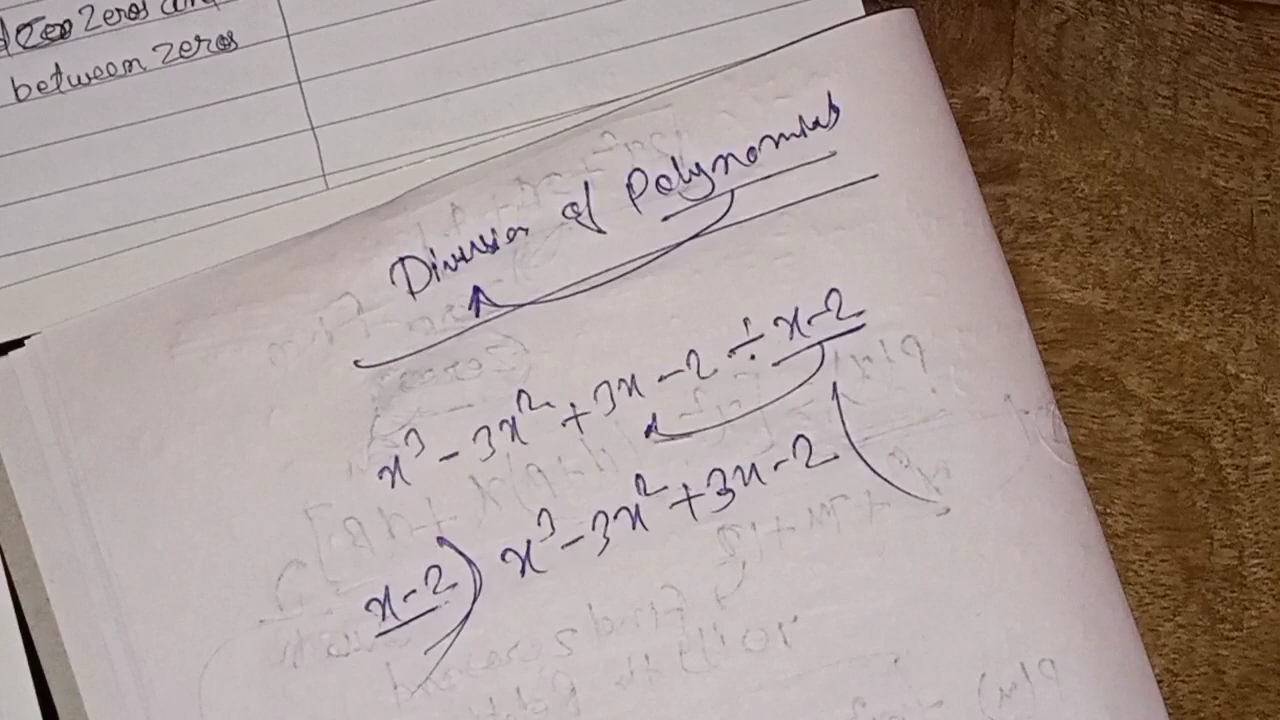 Zeros
between zeros
Division of Polynomials
x³ - 3x² + 3x - 2 ÷ x - 2
x - 2) x³ - 3x² + 3x - 2 (